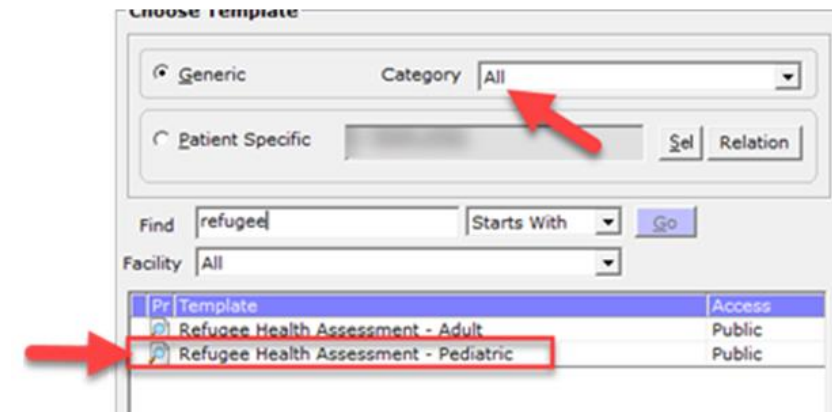 Choose Template
Generic Category All
Patient Specific Sel Relation
Find refugee Starts With Go
Facility All
Pr Template Access
Refugee Health Assessment - Adult Public
Refugee Health Assessment - Pediatric Public